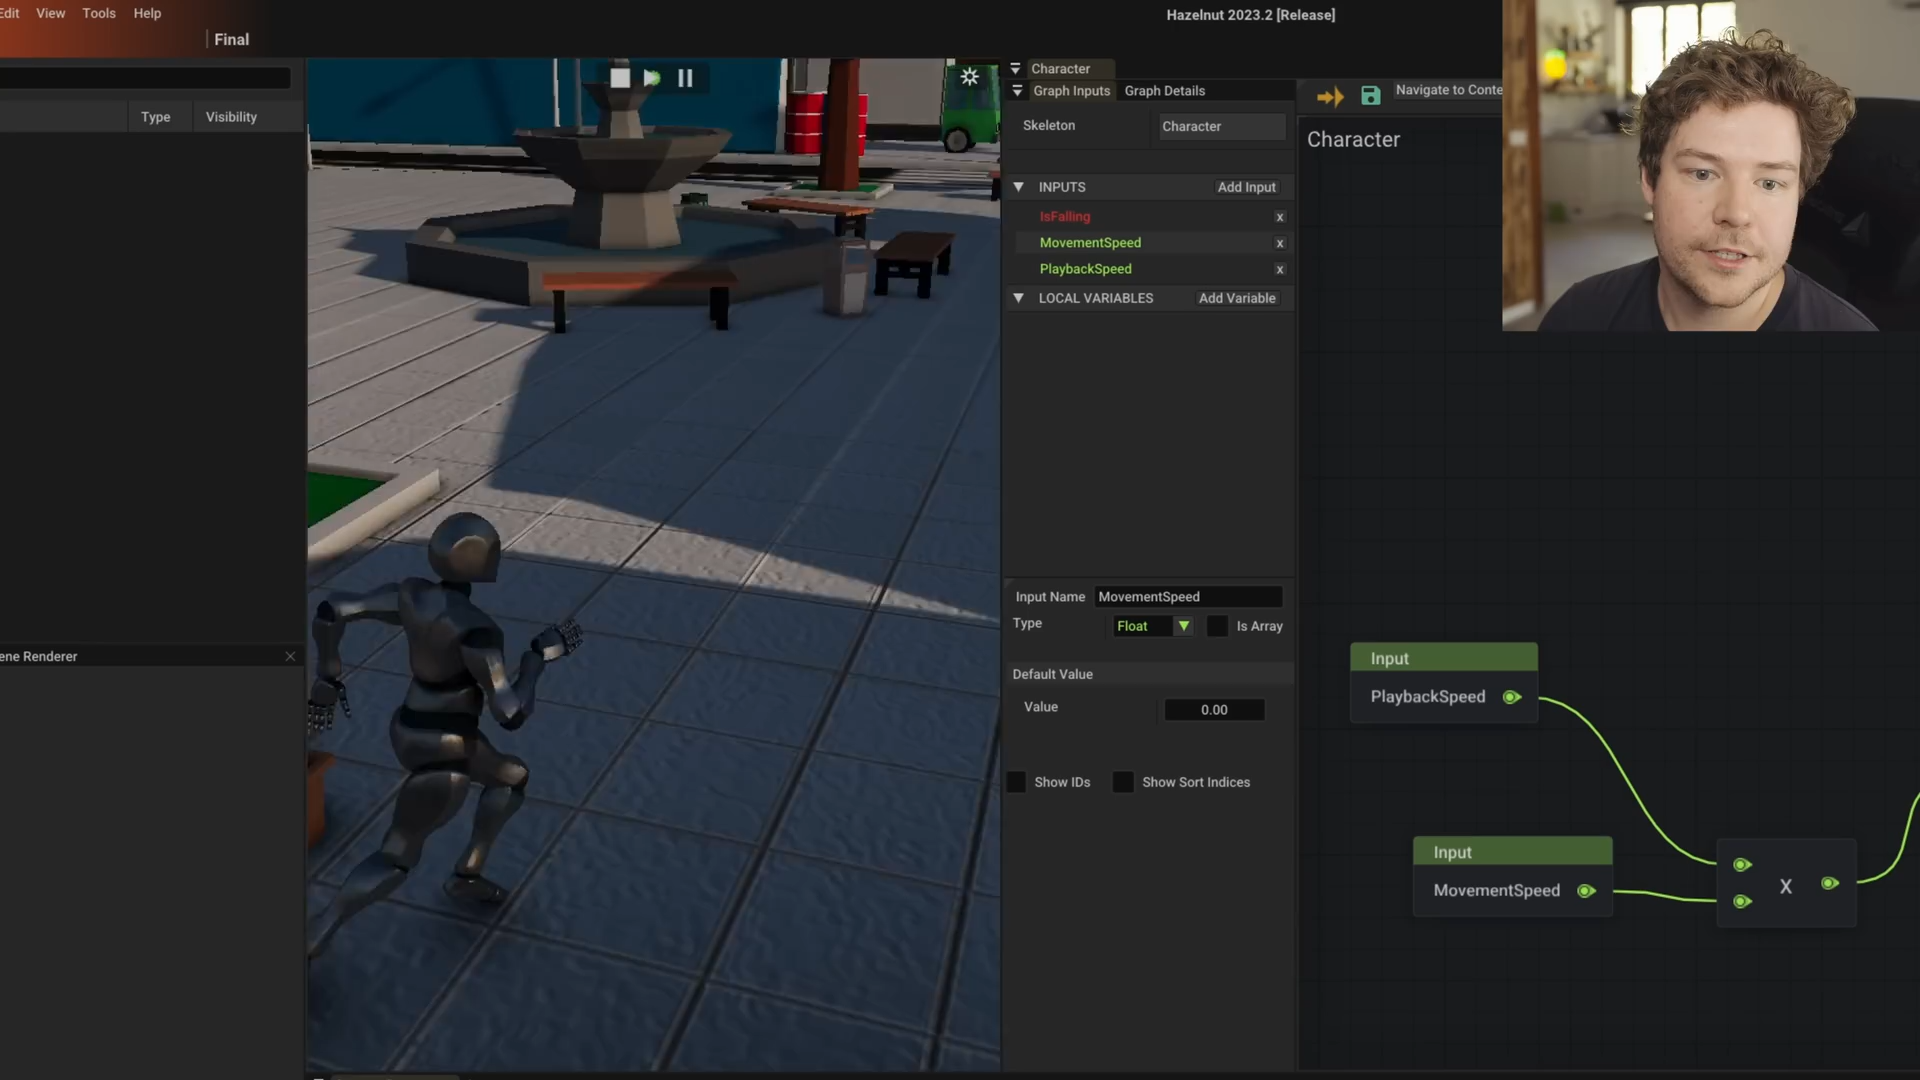 Edit View Tools Help
Hazelnut 2023.2 [Release]
Final
Type Visibility
Scene Renderer
Character
Graph Inputs Graph Details
Skeleton Character
INPUTS Add Input
IsFalling x
MovementSpeed x
PlaybackSpeed x
LOCAL VARIABLES Add Variable
Input Name MovementSpeed
Type Float Is Array
Default Value
Value 0.00
Show IDs Show Sort Indices
Navigate to Conte
Character
Input
PlaybackSpeed
Input
MovementSpeed
X